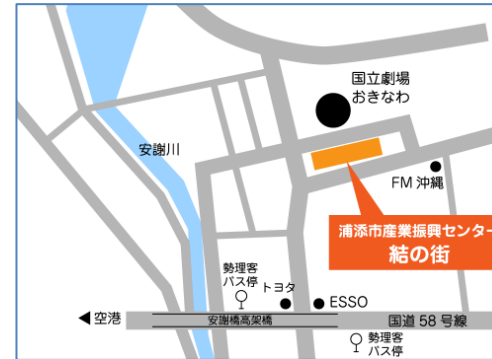 国立劇場
おきなわ
安謝川
FM 沖縄
浦添市産業振興センター
結の街
勢理客
バス停
トヨタ
ESSO
空港
安謝橋高架橋
国道 58 号線
勢理客
バス停